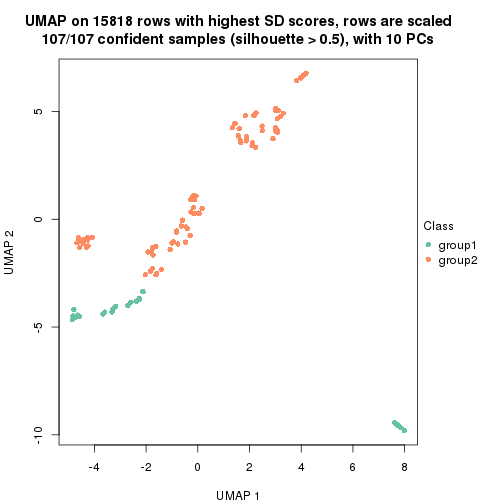 UMAP on 15818 rows with highest SD scores, rows are scaled
107/107 confident samples (silhouette > 0.5), with 10 PCs
5
0
-5
-10
UMAP 2
-4
-2
0
2
4
6
8
UMAP 1
Class
group1
group2